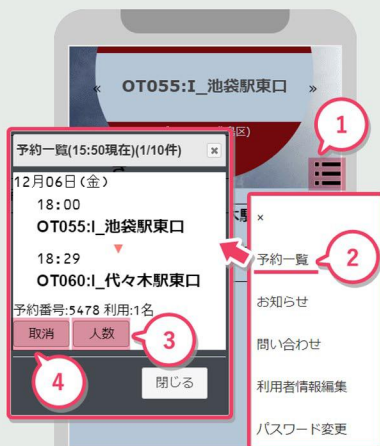 « OT055:I_池袋駅東口 »
区)
1
予約一覧(15:50現在)(1/10件) ×
12月06日(金)
18:00
OT055:I_池袋駅東口
▼
18:29
OT060:I_代々木駅東口
予約番号:5478 利用:1名
取消 人数 3
4
閉じる
×
予約一覧 2
お知らせ
問い合わせ
利用者情報編集
パスワード変更